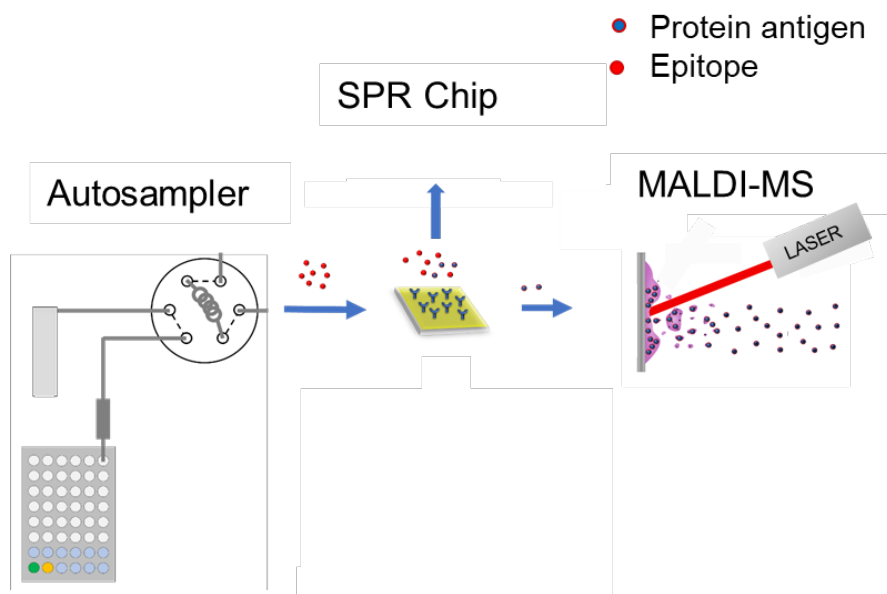 Protein antigen
Epitope
SPR Chip
Autosampler
MALDI-MS
LASER